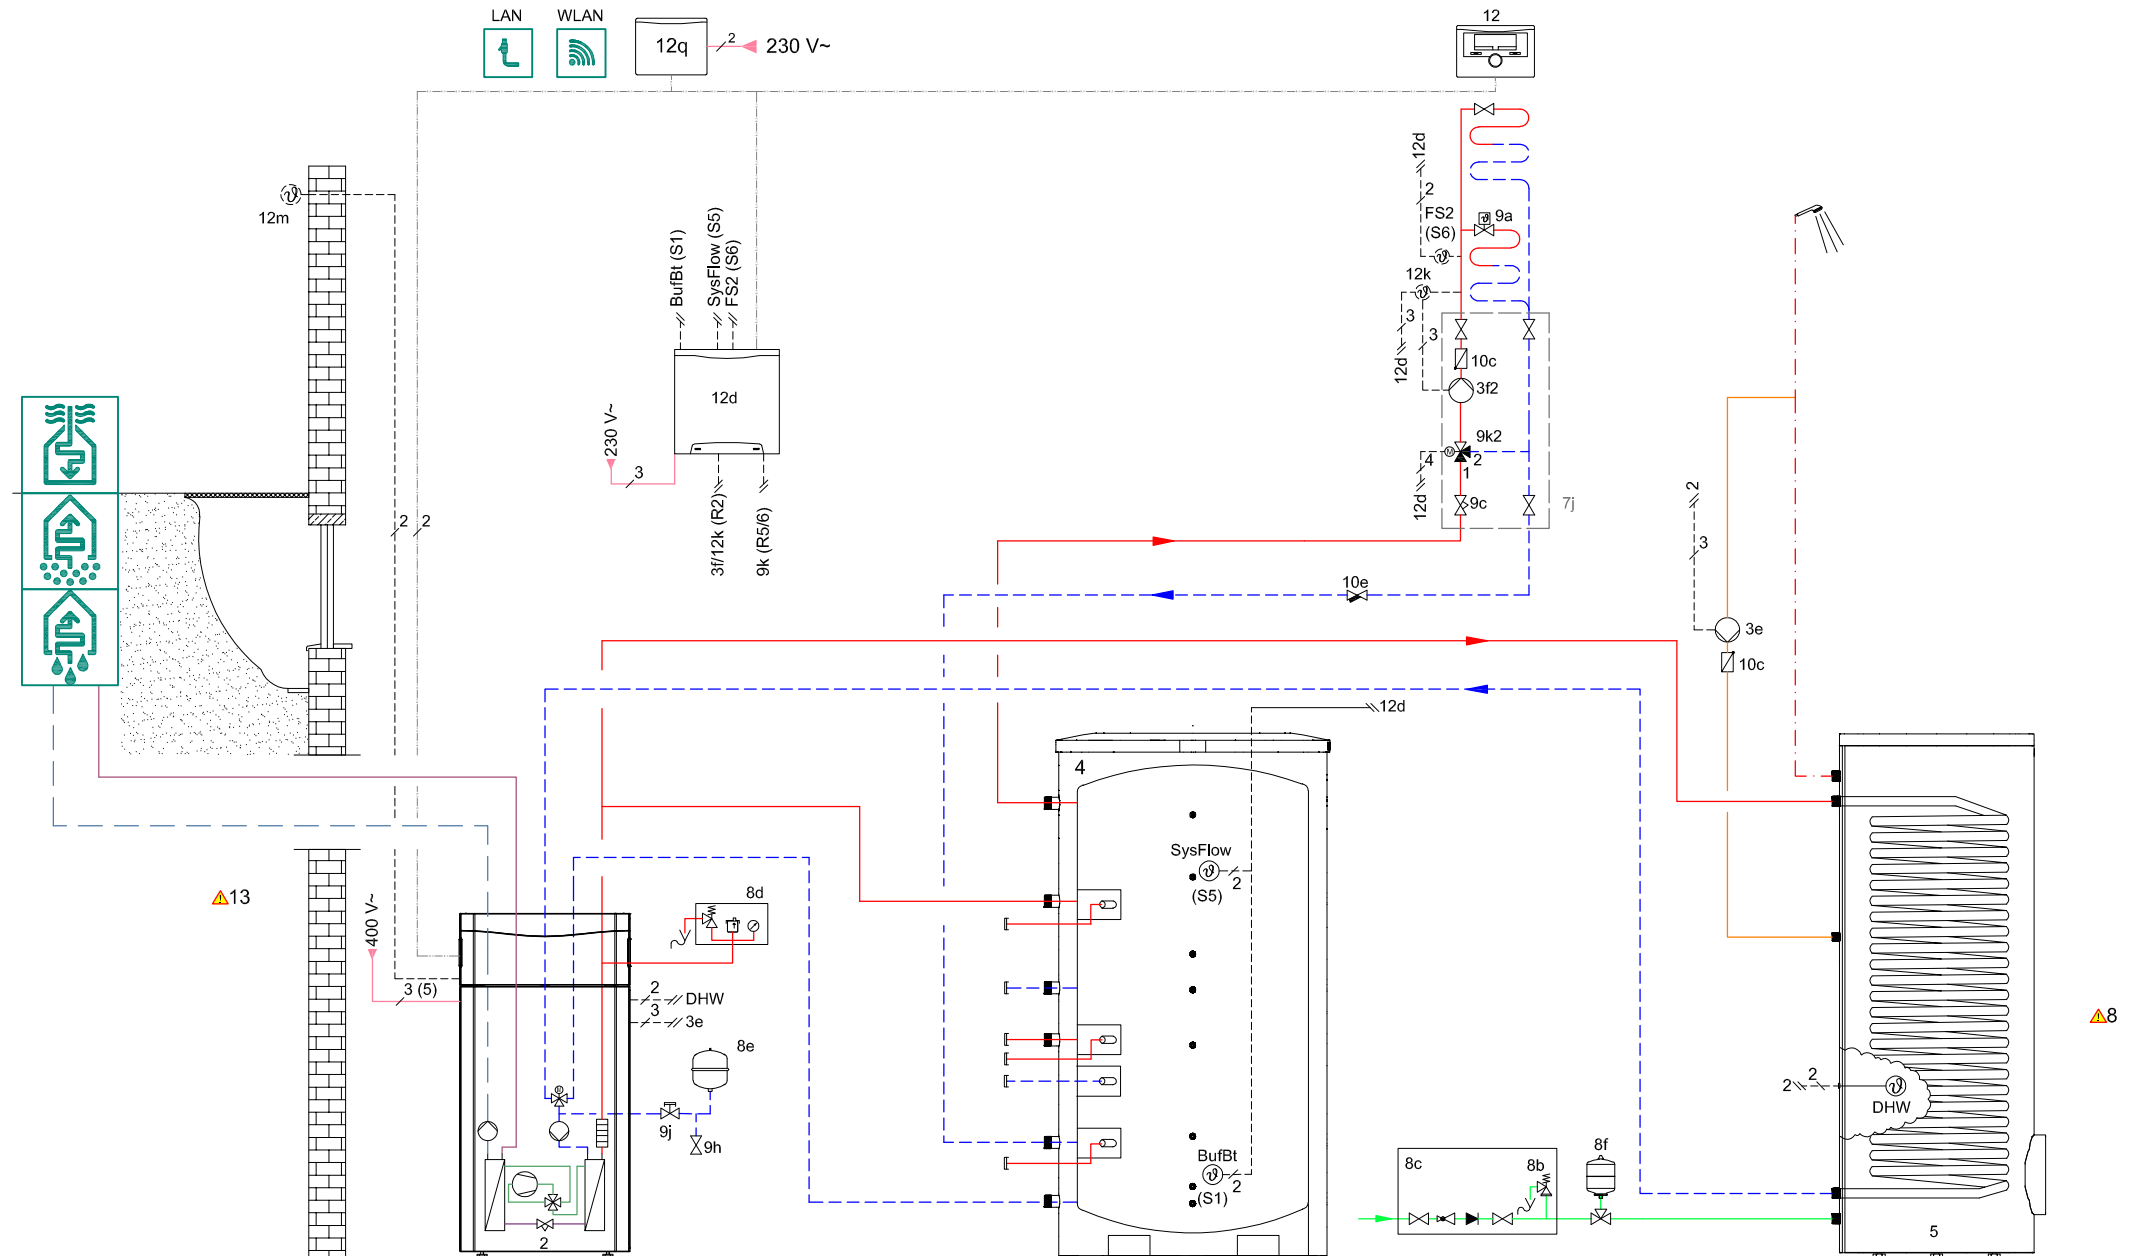 LAN
WLAN
12q
2
230 V~
12
12m
BufBt (S1)
SysFlow (S5)
FS2 (S6)
12d
230 V~
3
3f/12k (R2)
9k (R5/6)
12d
2
FS2
(S6)
9a
12k
3
3
12d
10c
3f2
9k2
4
2
1
12d
9c
7j
2
2
2
3
10e
3e
10c
12d
4
SysFlow
2
(S5)
13
400 V~
8d
3 (5)
2
DHW
3
3e
8e
9j
9h
2
BufBt
2
(S1)
8
2
2
DHW
8c
8b
8f
5
M
M